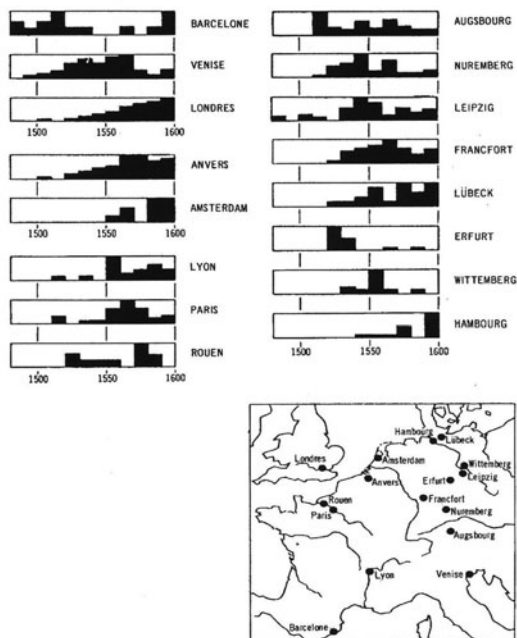 BARCELONE
VENISE
LONDRES
1500 1550 1600
ANVERS
AMSTERDAM
1500 1550 1600
LYON
PARIS
ROUEN
1500 1550 1600
AUGSBOURG
NUREMBERG
LEIPZIG
FRANCFORT
LÜBECK
ERFURT
WITTEMBERG
HAMBOURG
1500 1550 1600
Hambourg
Lübeck
Amsterdam
Londres
Wittemberg
Leipzig
Anvers
Erfurt
Rouen
Francfort
Paris
Nuremberg
Augsbourg
Lyon
Venise
Barcelone